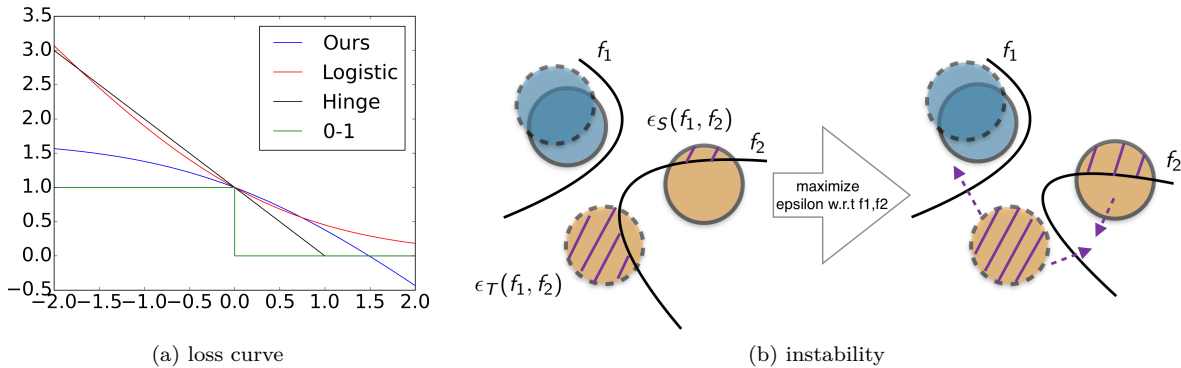 3.5
3.0
2.5
2.0
1.5
1.0
0.5
0.0
−0.5
−2.0 −1.5 −1.0 −0.5 0.0 0.5 1.0 1.5 2.0
Ours
Logistic
Hinge
0-1
(a) loss curve
f1
ϵS(f1, f2)
f2
ϵT(f1, f2)
maximize
epsilon w.r.t f1,f2
f1
f2
(b) instability